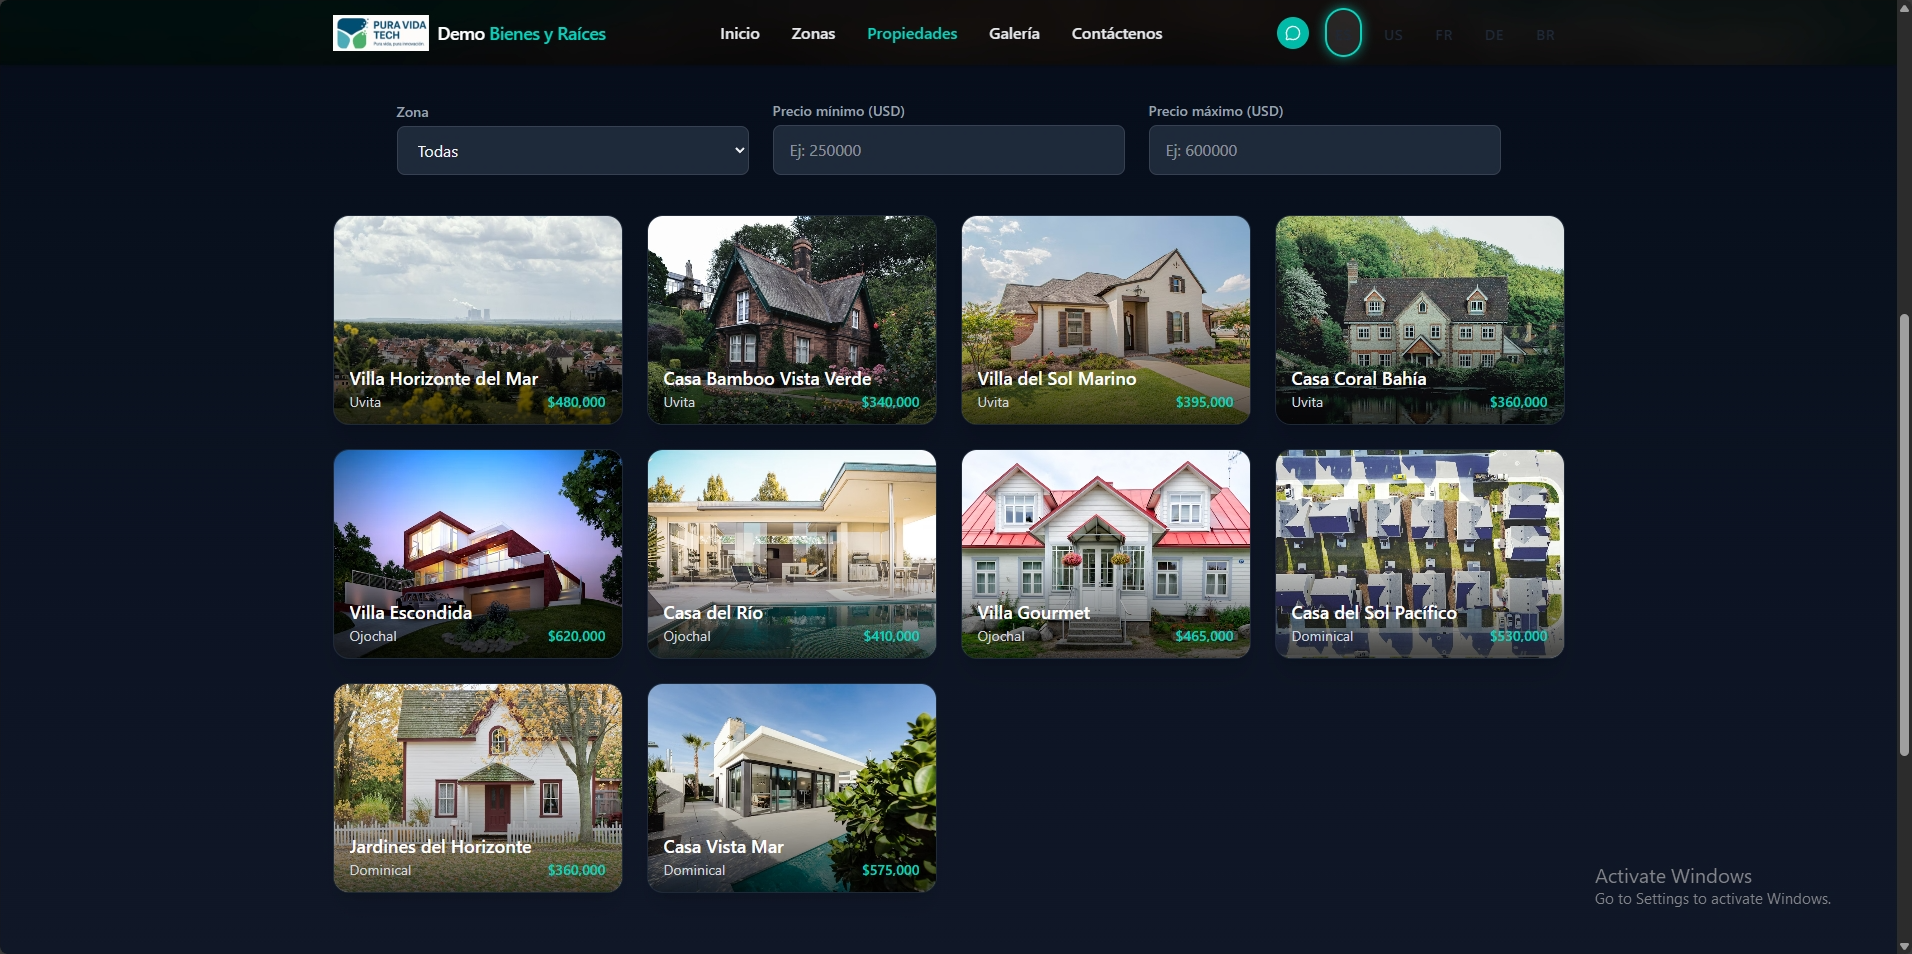 PURA VIDA
TECH
Pura vida, pura innovación
Demo Bienes y Raíces
Inicio
Zonas
Propiedades
Galería
Contáctenos
US
FR
DE
BR
Zona
Todas
Precio mínimo (USD)
Ej: 250000
Precio máximo (USD)
Ej: 600000
Villa Horizonte del Mar
Uvita
$480,000
Casa Bamboo Vista Verde
Uvita
$340,000
Villa del Sol Marino
Uvita
$395,000
Casa Coral Bahía
Uvita
$360,000
Villa Escondida
Ojochal
$620,000
Casa del Río
Ojochal
$410,000
Villa Gourmet
Ojochal
$465,000
Casa del Sol Pacífico
Dominical
$530,000
Jardines del Horizonte
Dominical
$360,000
Casa Vista Mar
Dominical
$575,000
Activate Windows
Go to Settings to activate Windows.